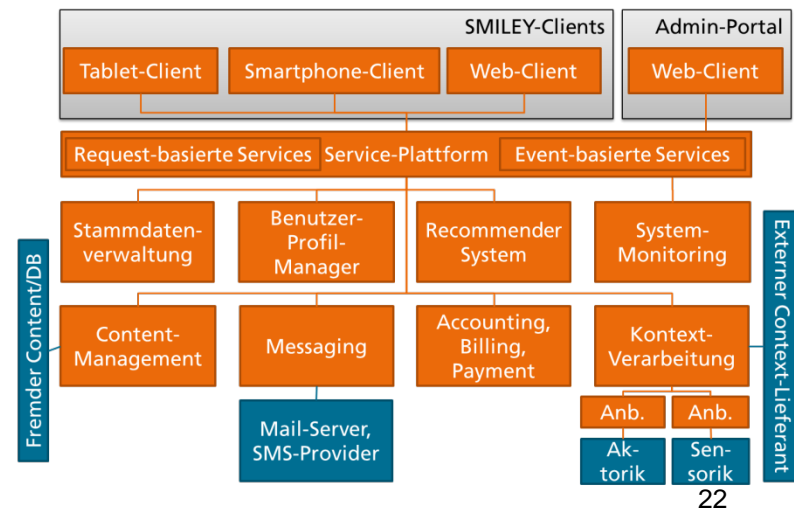 SMILEY-Clients
Admin-Portal
Tablet-Client
Smartphone-Client
Web-Client
Web-Client
Request-basierte Services
Service-Plattform
Event-basierte Services
Stammdaten-
verwaltung
Benutzer-
Profil-
Manager
Recommender
System
System-
Monitoring
Fremder Content/DB
Externer Context-Lieferant
Content-
Management
Messaging
Accounting,
Billing,
Payment
Kontext-
Verarbeitung
Mail-Server,
SMS-Provider
Anb.
Anb.
Ak-
torik
Sen-
sorik
22